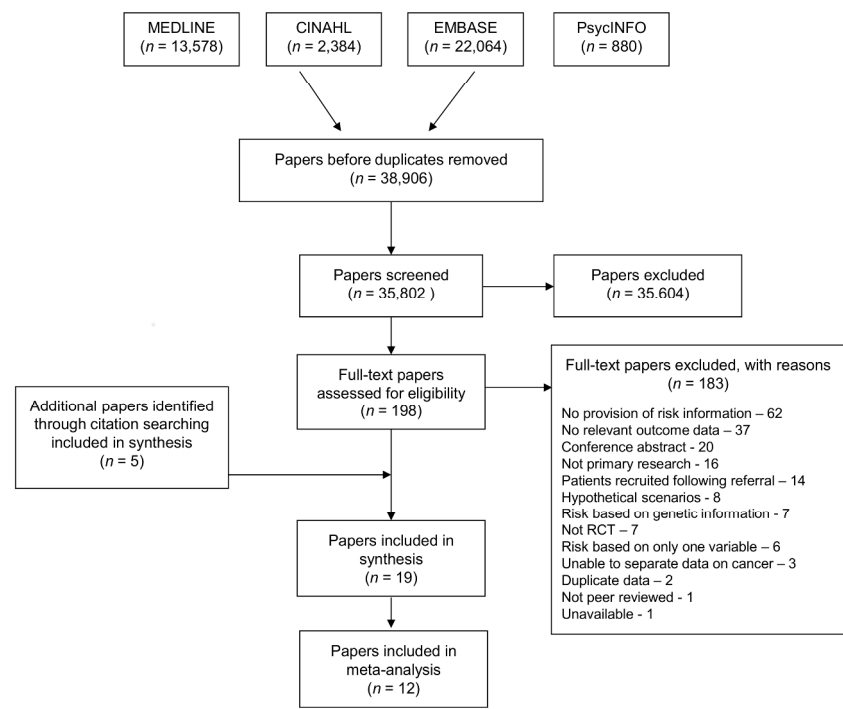 MEDLINE
(n = 13,578)
CINAHL
(n = 2,384)
EMBASE
(n = 22,064)
PsycINFO
(n = 880)
Papers before duplicates removed
(n = 38,906)
Papers screened
(n = 35,802 )
Papers excluded
(n = 35.604)
Full-text papers
assessed for eligibility
(n = 198)
Full-text papers excluded, with reasons
(n = 183)
No provision of risk information – 62
No relevant outcome data – 37
Conference abstract - 20
Not primary research - 16
Patients recruited following referral – 14
Hypothetical scenarios - 8
Risk based on genetic information - 7
Not RCT – 7
Risk based on only one variable – 6
Unable to separate data on cancer – 3
Duplicate data – 2
Not peer reviewed - 1
Unavailable - 1
Additional papers identified
through citation searching
included in synthesis
(n = 5)
Papers included in
synthesis
(n = 19)
Papers included in
meta-analysis
(n = 12)